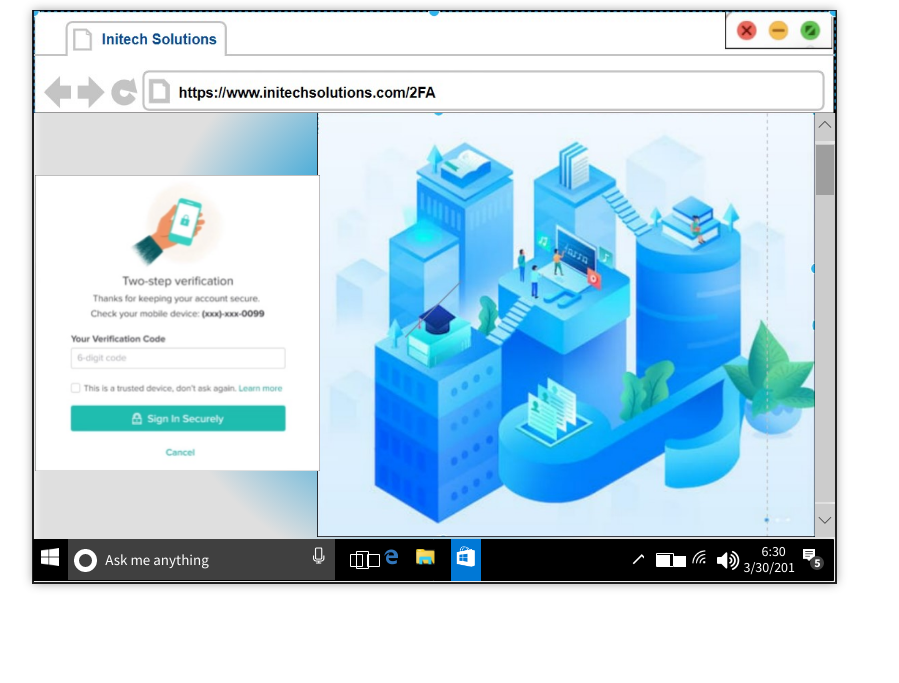 Initech Solutions
https://www.initechsolutions.com/2FA
Two-step verification
Thanks for keeping your account secure.
Check your mobile device: (xxx)-xxx-0099
Your Verification Code
6-digit code
This is a trusted device, don't ask again. Learn more
Sign In Securely
Cancel
Ask me anything
6:30
3/30/201
5